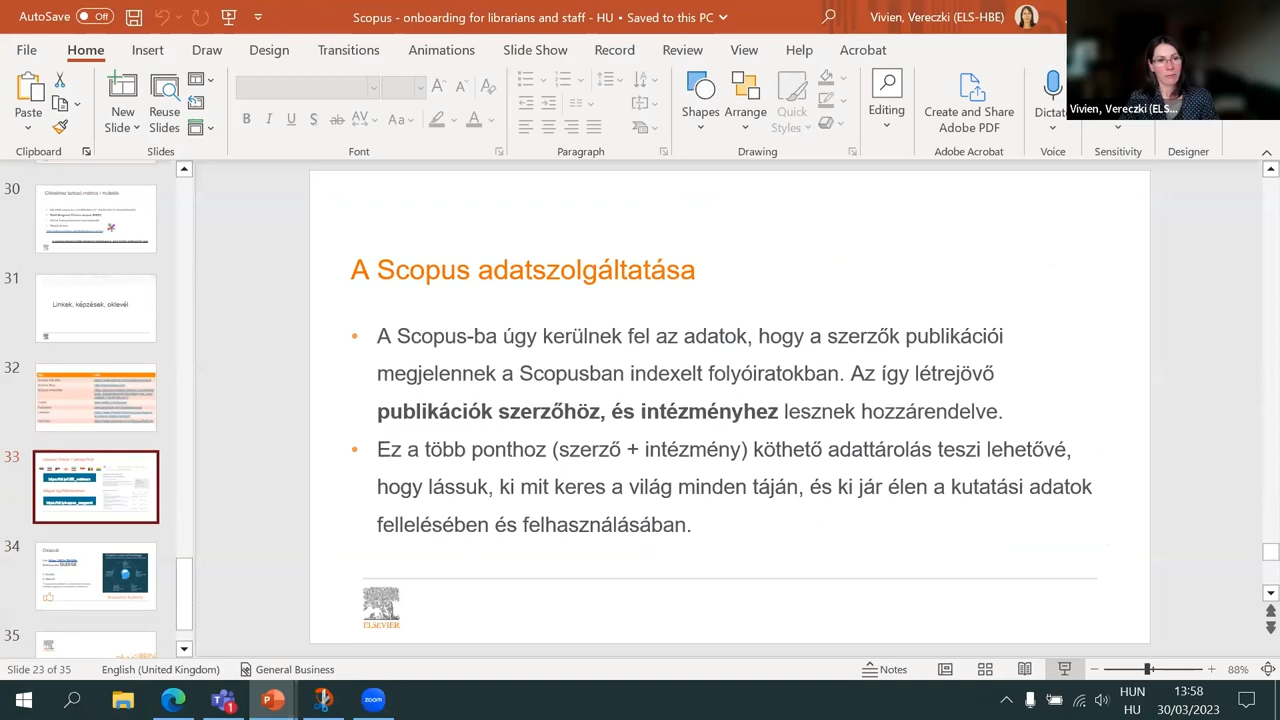 AutoSave Off
Scopus - onboarding for librarians and staff - HU • Saved to this PC
Vivien, Vereczki (ELS-HBE)
File Home Insert Draw Design Transitions Animations Slide Show Record Review View Help Acrobat
Paste
New Slide
Reuse Slides
Shapes
Arrange
Quick Styles
Editing
Create and Share Adobe PDF
Dictat
Vivien, Vereczki (ELS...
Clipboard Slides Font Paragraph Drawing Adobe Acrobat Voice Sensitivity Designer
30
31
Linkek, képzések, oklevél
32
33
34
35
A Scopus adatszolgáltatása
• A Scopus-ba úgy kerülnek fel az adatok, hogy a szerzők publikációi
megjelennek a Scopusban indexelt folyóiratokban. Az így létrejövő
publikációk szerzőhöz, és intézményhez lesznek hozzárendelve.
• Ez a több ponthoz (szerző + intézmény) köthető adattárolás teszi lehetővé,
hogy lássuk, ki mit keres a világ minden táján, és ki jár élen a kutatási adatok
fellelésében és felhasználásában.
ELSEVIER
Slide 23 of 35 English (United Kingdom) General Business Notes 88%
zoom
HUN
HU
13:58
30/03/2023